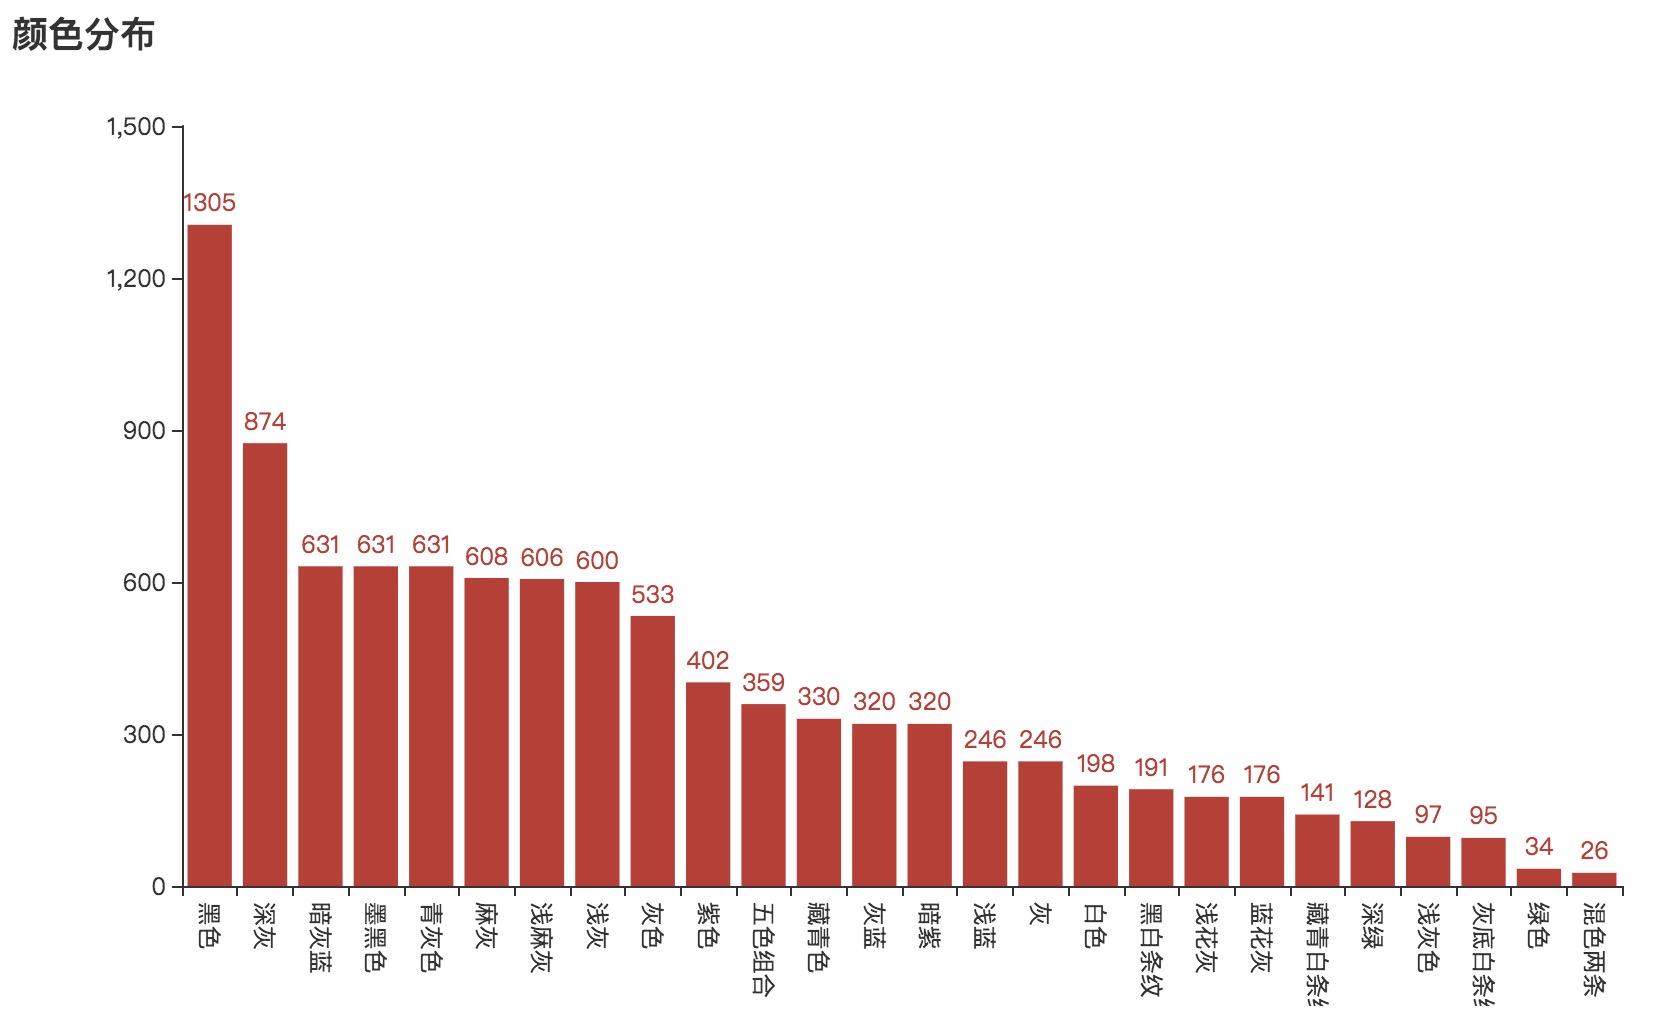 颜色分布
1,500
1,200
900
600
300
0
1305
874
631
631
631
608
606
600
533
402
359
330
320
320
246
246
198
191
176
176
141
128
97
95
34
26
黑色
深灰
暗灰蓝
墨黑色
青灰色
麻灰
浅麻灰
浅灰
灰色
紫色
五色组合
藏青色
灰蓝
暗紫
浅蓝
灰
白色
黑白条纹
浅花灰
蓝花灰
藏青白条
深绿
浅灰色
灰底白条
绿色
混色两条